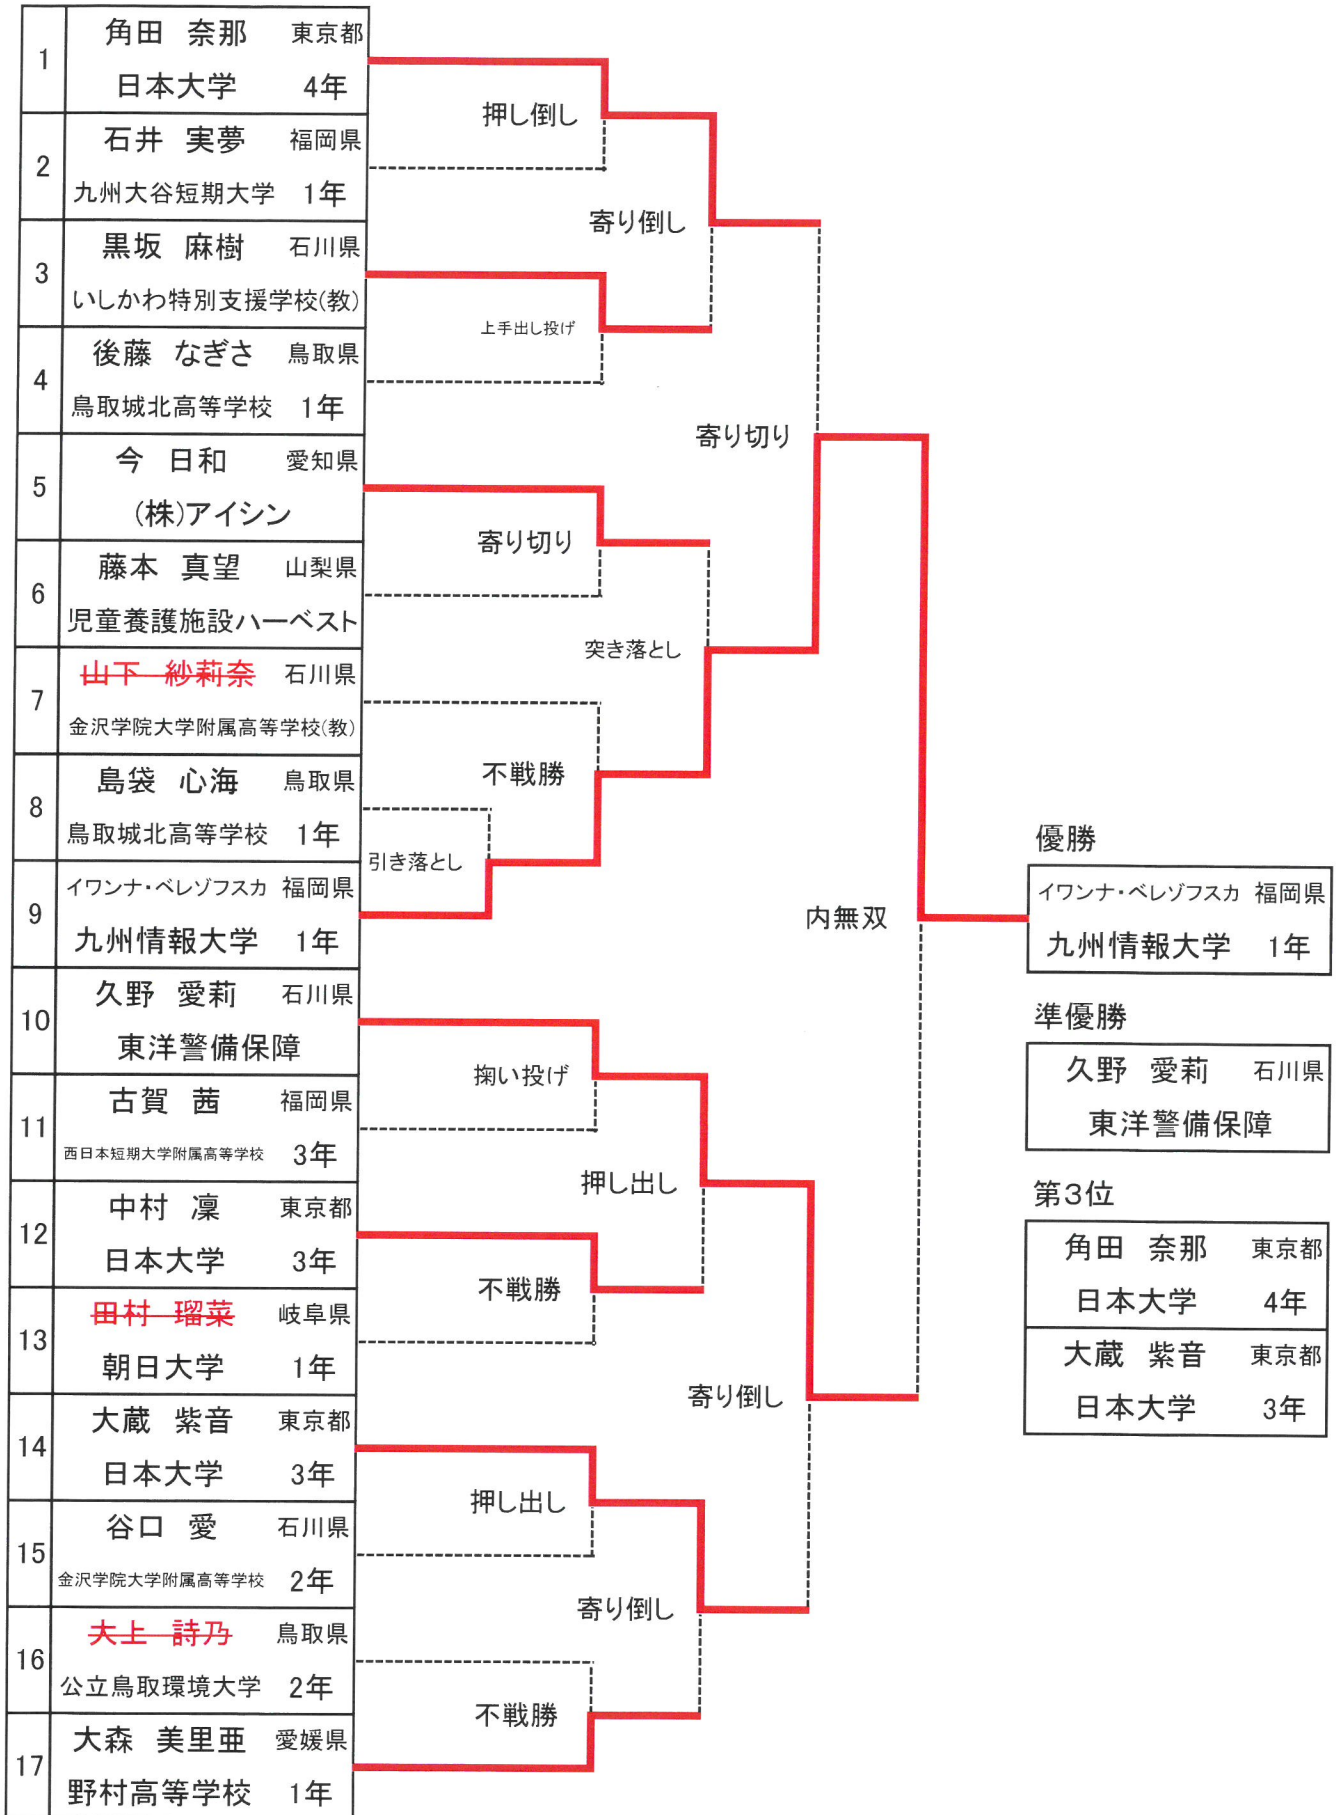 1 角田 奈那 東京都
日本大学 4年
押し倒し
2 石井 実夢 福岡県
九州大谷短期大学 1年
寄り倒し
3 黒坂 麻樹 石川県
いしかわ特別支援学校(教)
上手出し投げ
4 後藤 なぎさ 鳥取県
鳥取城北高等学校 1年
寄り切り
5 今 日和 愛知県
(株)アイシン
寄り切り
6 藤本 真望 山梨県
児童養護施設ハーベスト
突き落とし
7 山下 紗莉奈 石川県
金沢学院大学附属高等学校(教)
不戦勝
8 島袋 心海 鳥取県
鳥取城北高等学校 1年
引き落とし
9 イワンナ・ベレゾフスカ 福岡県
九州情報大学 1年
内無双
10 久野 愛莉 石川県
東洋警備保障
掬い投げ
11 古賀 茜 福岡県
西日本短期大学附属高等学校 3年
押し出し
12 中村 凜 東京都
日本大学 3年
不戦勝
13 田村 瑠菜 岐阜県
朝日大学 1年
寄り倒し
14 大蔵 紫音 東京都
日本大学 3年
押し出し
15 谷口 愛 石川県
金沢学院大学附属高等学校 2年
寄り倒し
16 大上 詩乃 鳥取県
公立鳥取環境大学 2年
不戦勝
17 大森 美里亜 愛媛県
野村高等学校 1年
優勝
イワンナ・ベレゾフスカ 福岡県
九州情報大学 1年
準優勝
久野 愛莉 石川県
東洋警備保障
第3位
角田 奈那 東京都
日本大学 4年
大蔵 紫音 東京都
日本大学 3年